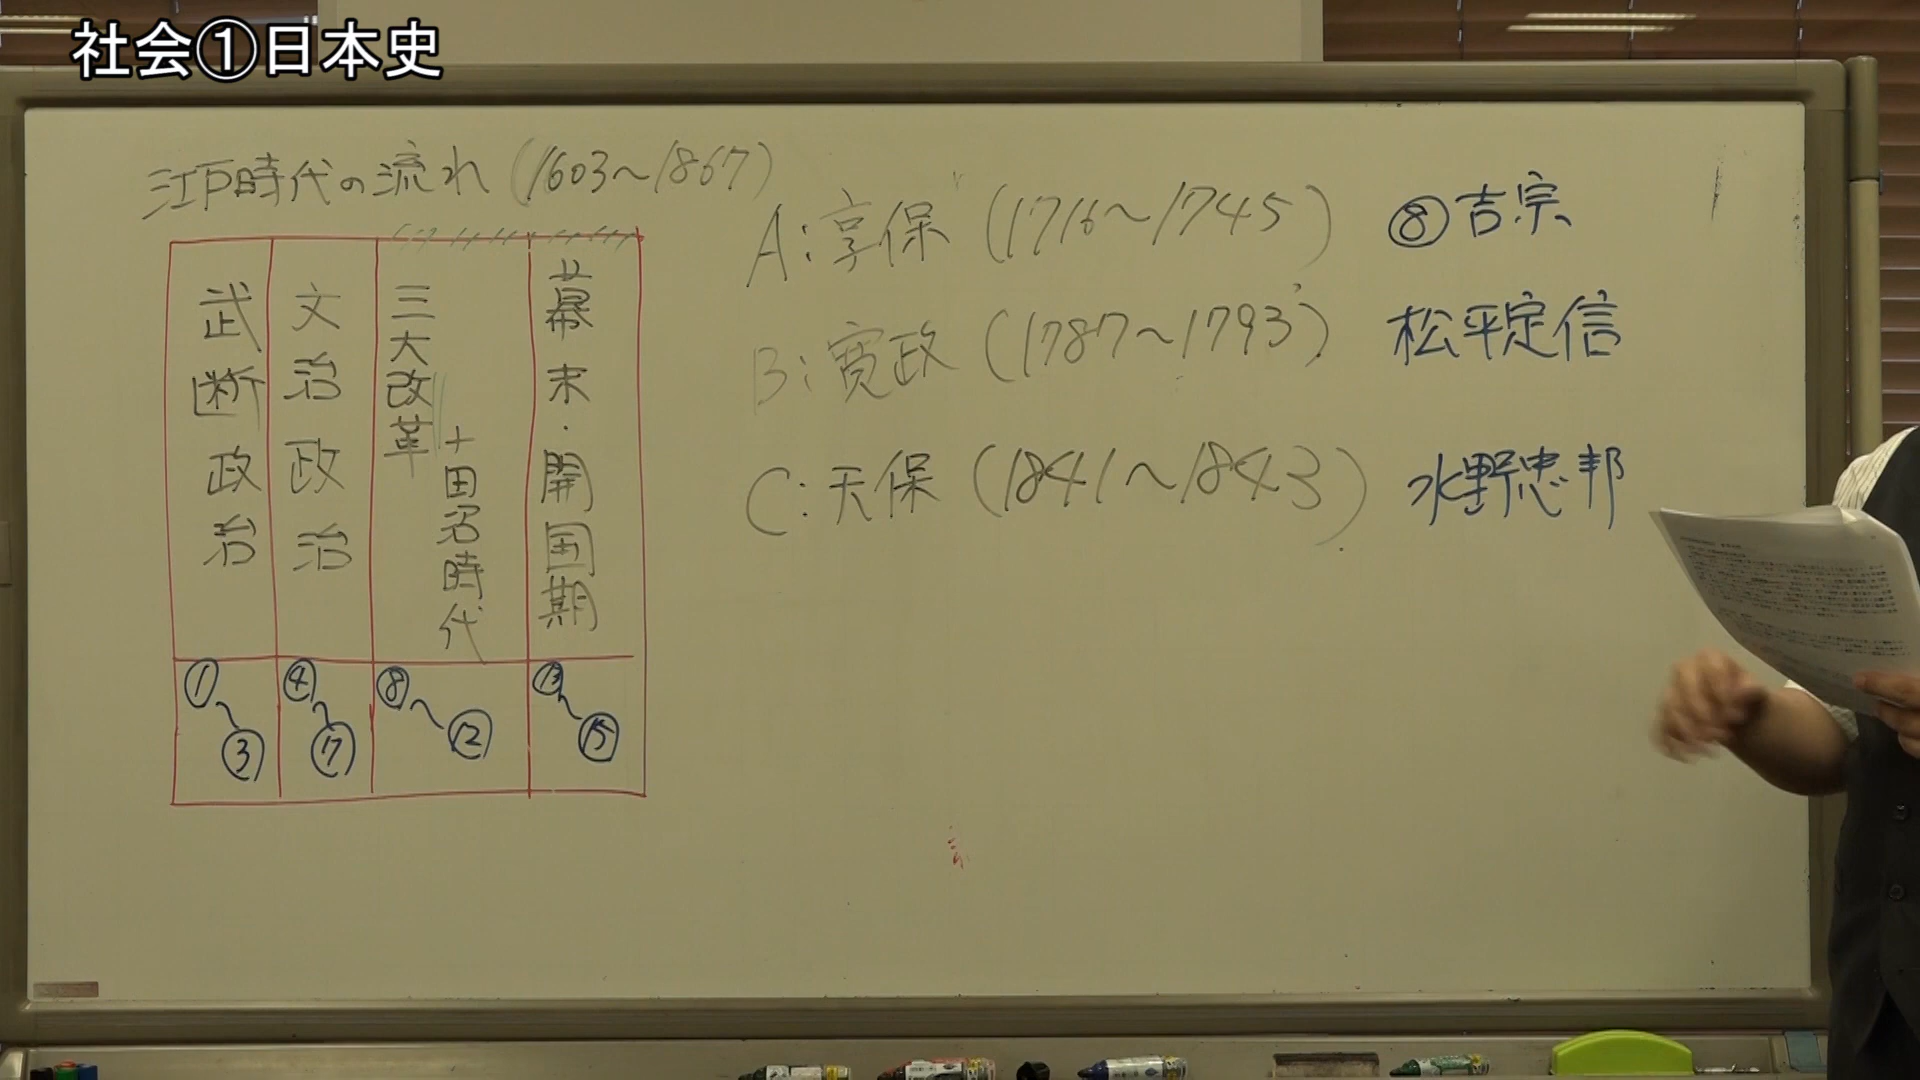 社会①日本史
江戸時代の流れ(1603～1867)
武断政治
文治政治
三大改革
+田沼時代
幕末・開国期
①～③
④～⑦
⑧～⑫
⑬～⑮
A:享保(1716～1745) ⑧吉宗
B:寛政(1787～1793) 松平定信
C:天保(1841～1843) 水野忠邦